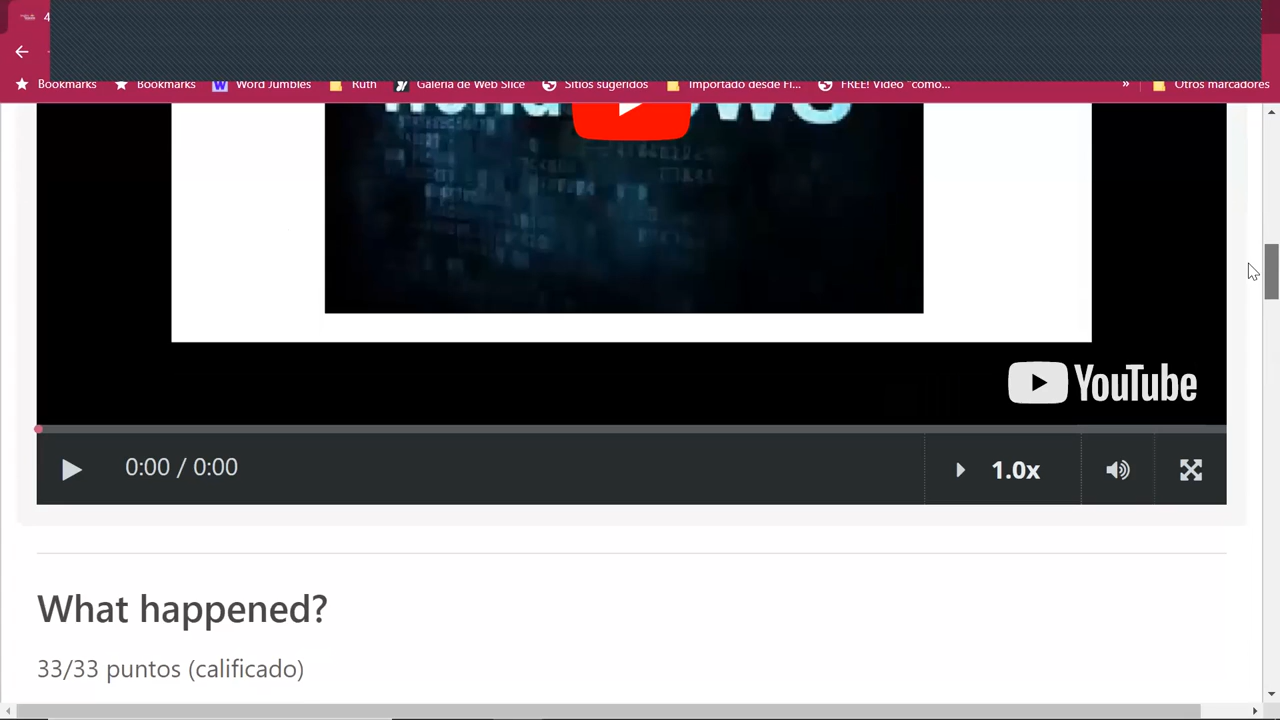 4
Bookmarks Bookmarks Word Jumbles Ruth Galería de Web Slice Sitios sugeridos Importado desde Fi... FREE! Video "como... » Otros marcadores
YouTube
0:00 / 0:00 1.0x
What happened?
33/33 puntos (calificado)